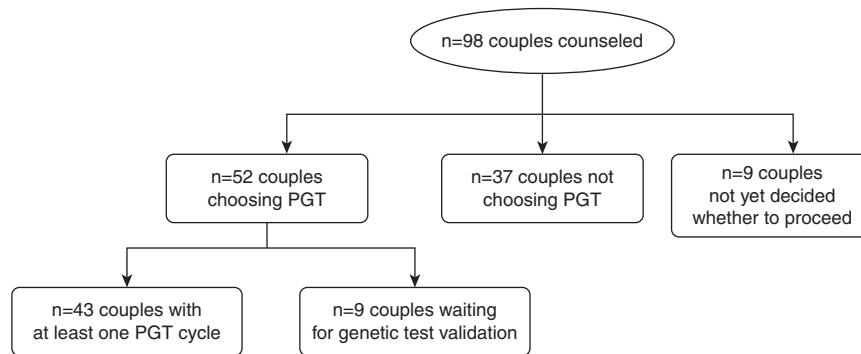 n=98 couples counseled
n=52 couples
choosing PGT
n=37 couples not
choosing PGT
n=9 couples
not yet decided
whether to proceed
n=43 couples with
at least one PGT cycle
n=9 couples waiting
for genetic test validation